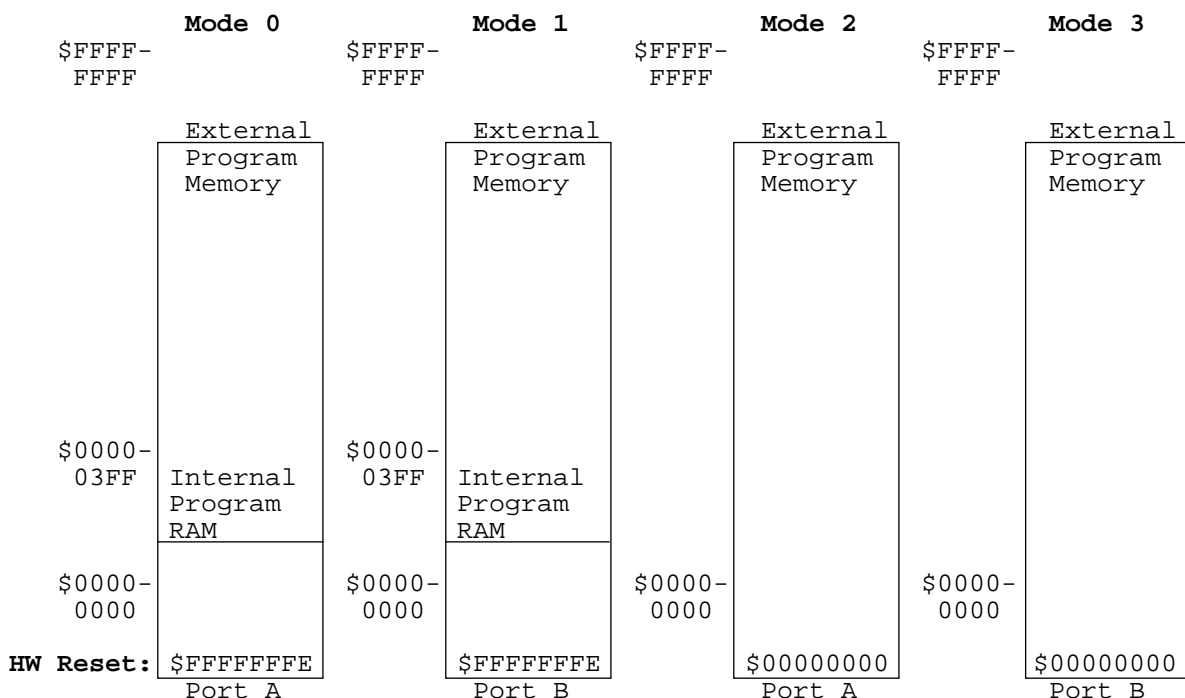 Mode 0 Mode 1 Mode 2 Mode 3
$FFFF- $FFFF- $FFFF- $FFFF-
FFFF FFFF FFFF FFFF
External External External External
Program Program Program Program
Memory Memory Memory Memory
$0000- $0000-
03FF Internal 03FF Internal
Program Program
RAM RAM
$0000- $0000- $0000- $0000-
0000 0000 0000 0000
HW Reset: $FFFFFFFE $FFFFFFFE $00000000 $00000000
Port A Port B Port A Port B